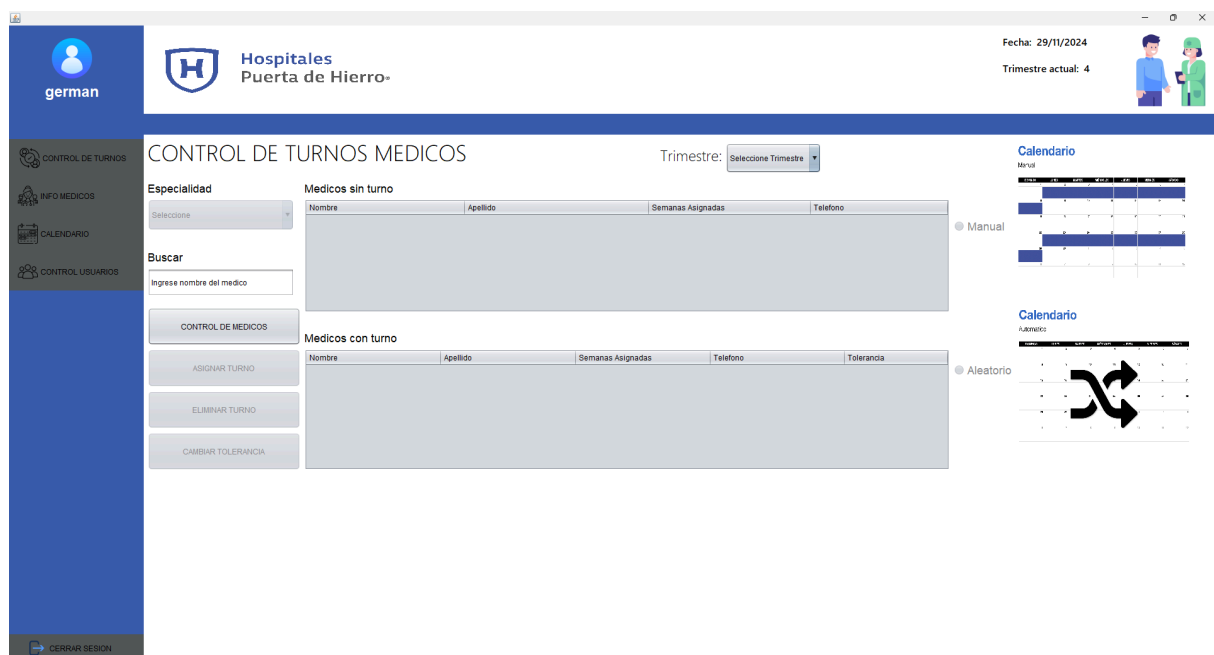 Fecha: 29/11/2024
Hospitales
Puerta de Hierro
Trimestre actual: 4
german
CONTROL DE TURNOS
INFO MEDICOS
CALENDARIO
CONTROL USUARIOS
CERRAR SESION
CONTROL DE TURNOS MEDICOS
Trimestre: Seleccione Trimestre
Especialidad
Seleccione
Buscar
Ingrese nombre del medico
CONTROL DE MEDICOS
ASIGNAR TURNO
ELIMINAR TURNO
CAMBIAR TOLERANCIA
Medicos sin turno
Nombre Apellido Semanas Asignadas Telefono
Medicos con turno
Nombre Apellido Semanas Asignadas Telefono Tolerancia
Manual
Aleatorio
Calendario
Manual
Calendario
Automatico